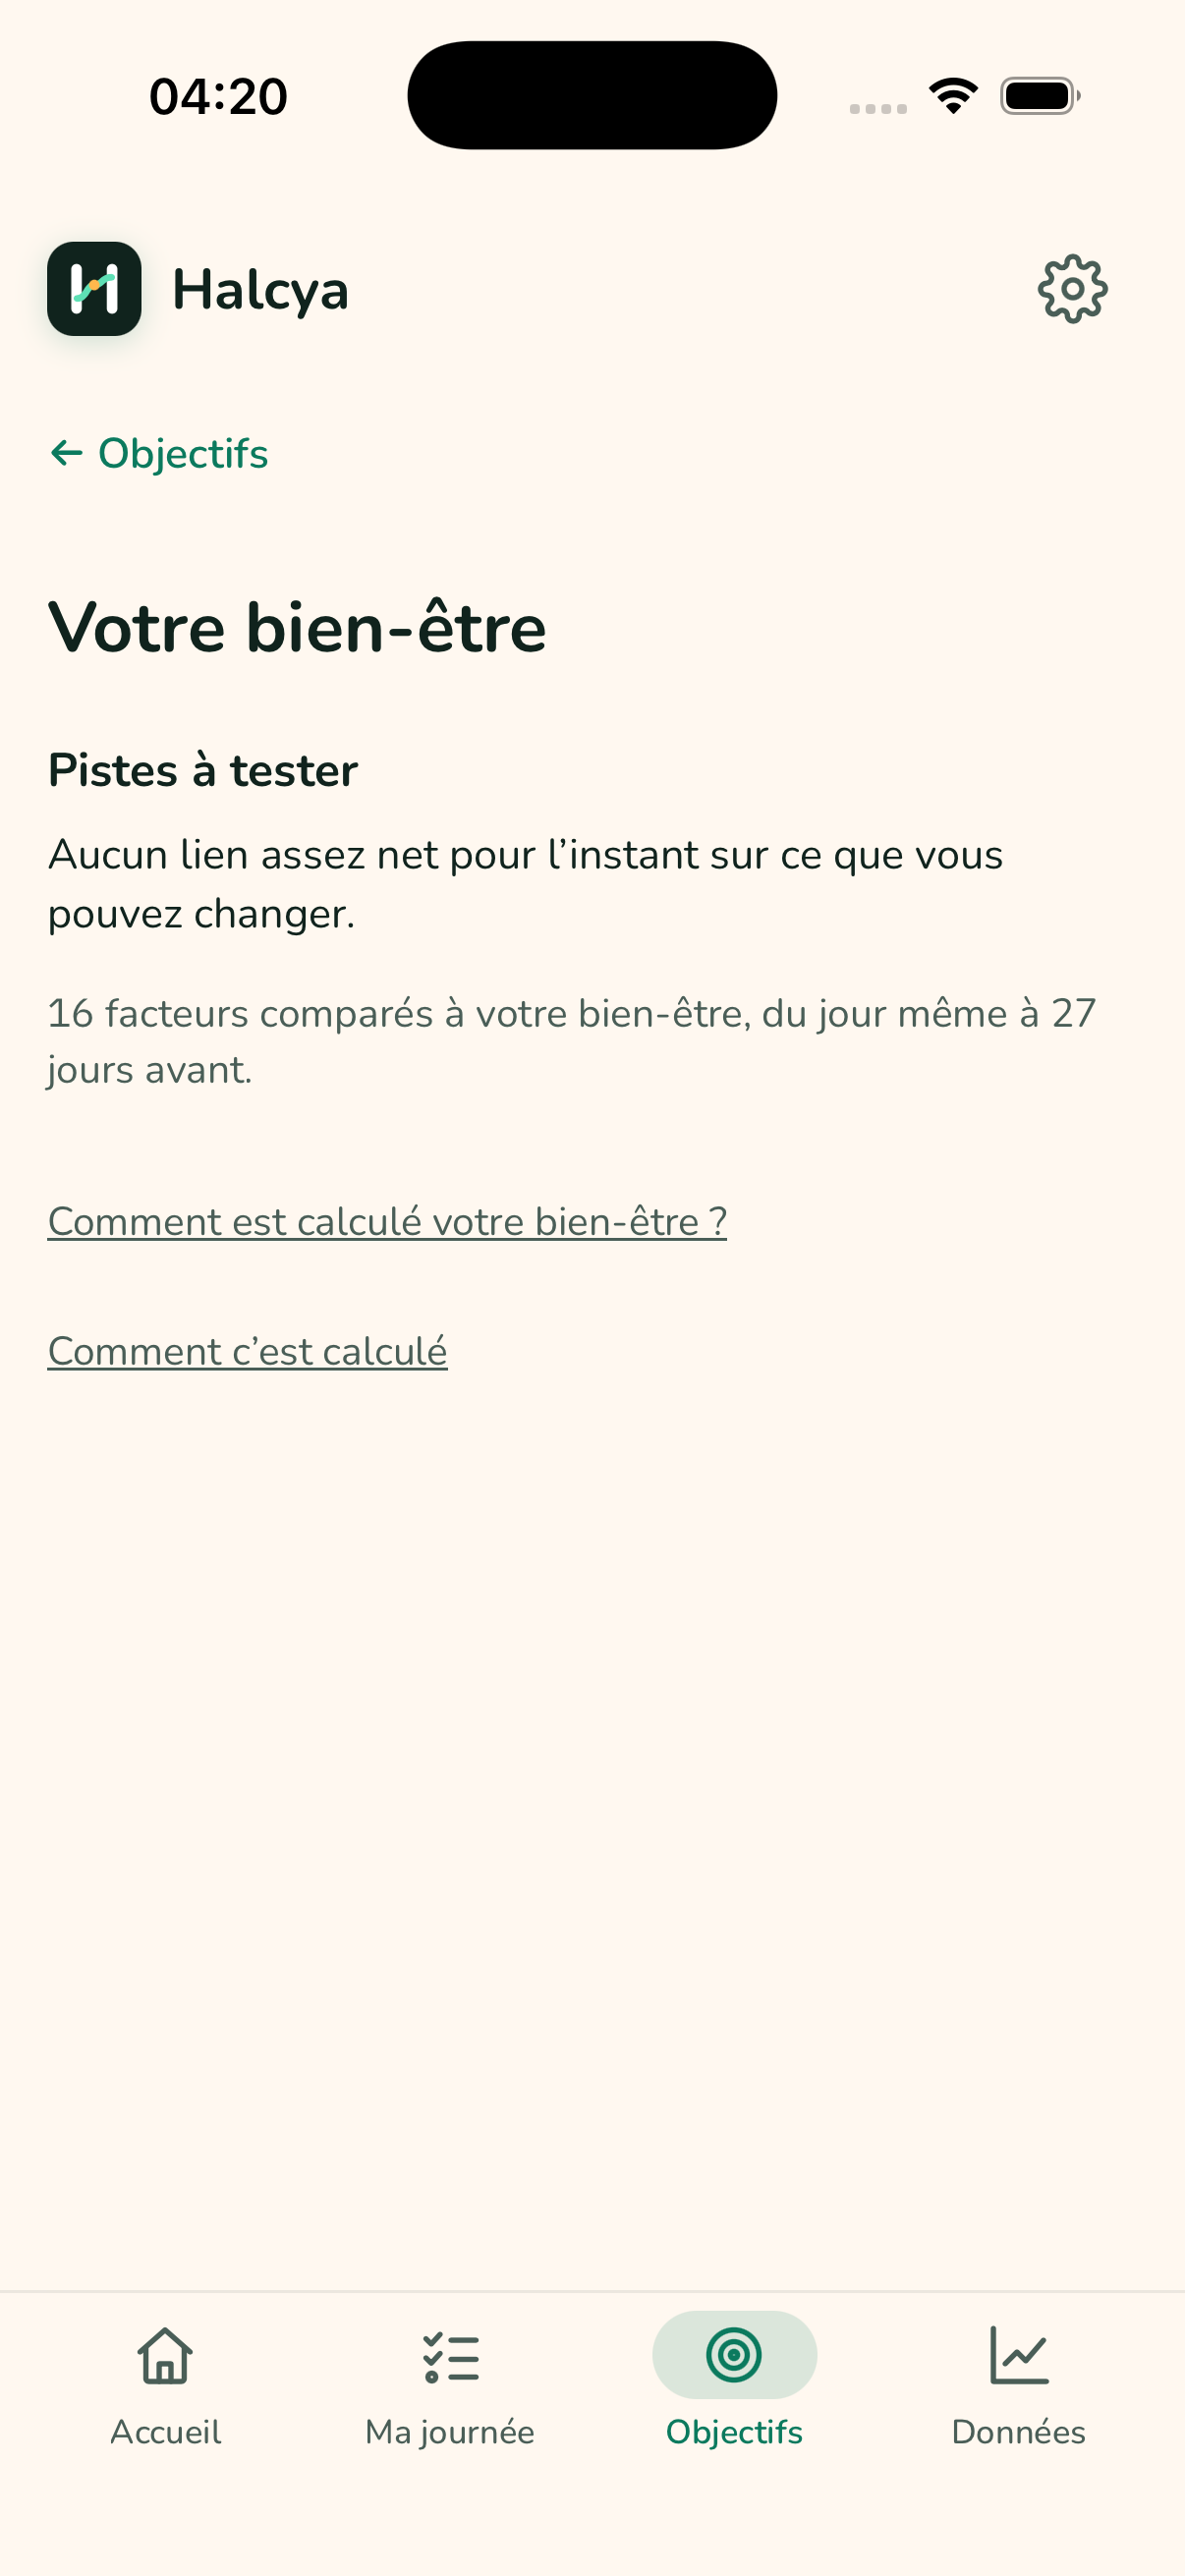 04:20
Halcya
← Objectifs
Votre bien-être
Pistes à tester
Aucun lien assez net pour l’instant sur ce que vous
pouvez changer.
16 facteurs comparés à votre bien-être, du jour même à 27
jours avant.
Comment est calculé votre bien-être ?
Comment c’est calculé
Accueil
Ma journée
Objectifs
Données